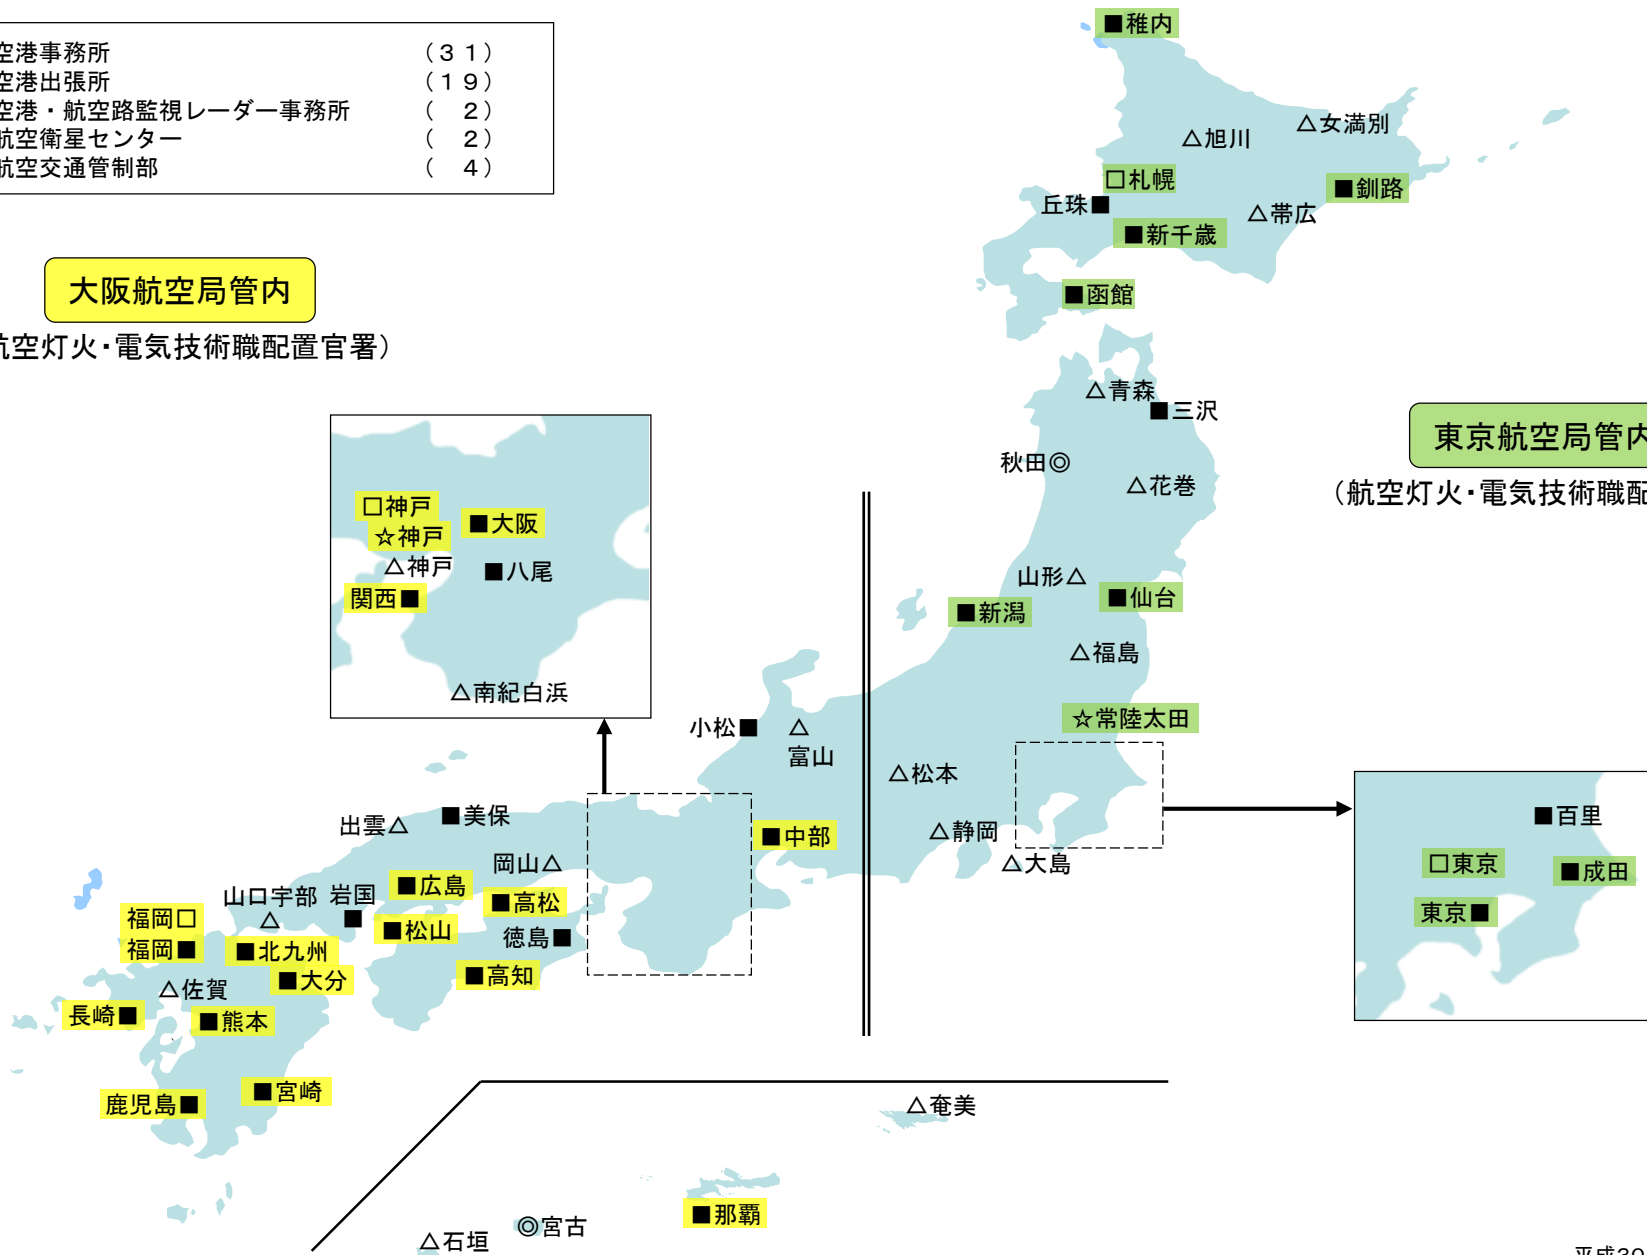 空港事務所 （３１）
空港出張所 （１９）
空港・航空路監視レーダー事務所 （　２）
航空衛星センター （　２）
航空交通管制部 （　４）
大阪航空局管内
航空灯火・電気技術職配置官署）
東京航空局管内
（航空灯火・電気技術職配
■稚内
△女満別
△旭川
□札幌
■釧路
丘珠■
△帯広
■新千歳
■函館
△青森
■三沢
秋田◎
△花巻
山形△
■仙台
■新潟
△福島
☆常陸太田
□神戸
■大阪
☆神戸
△神戸
■八尾
関西■
△南紀白浜
小松■
△
富山
△松本
△静岡
△大島
■百里
□東京
■成田
東京■
■中部
出雲△
■美保
岡山△
■広島
■高松
山口宇部
△
岩国
■
■松山
徳島■
■高知
福岡□
福岡■
■北九州
■大分
△佐賀
長崎■
■熊本
■宮崎
鹿児島■
△奄美
■那覇
◎宮古
△石垣
平成30